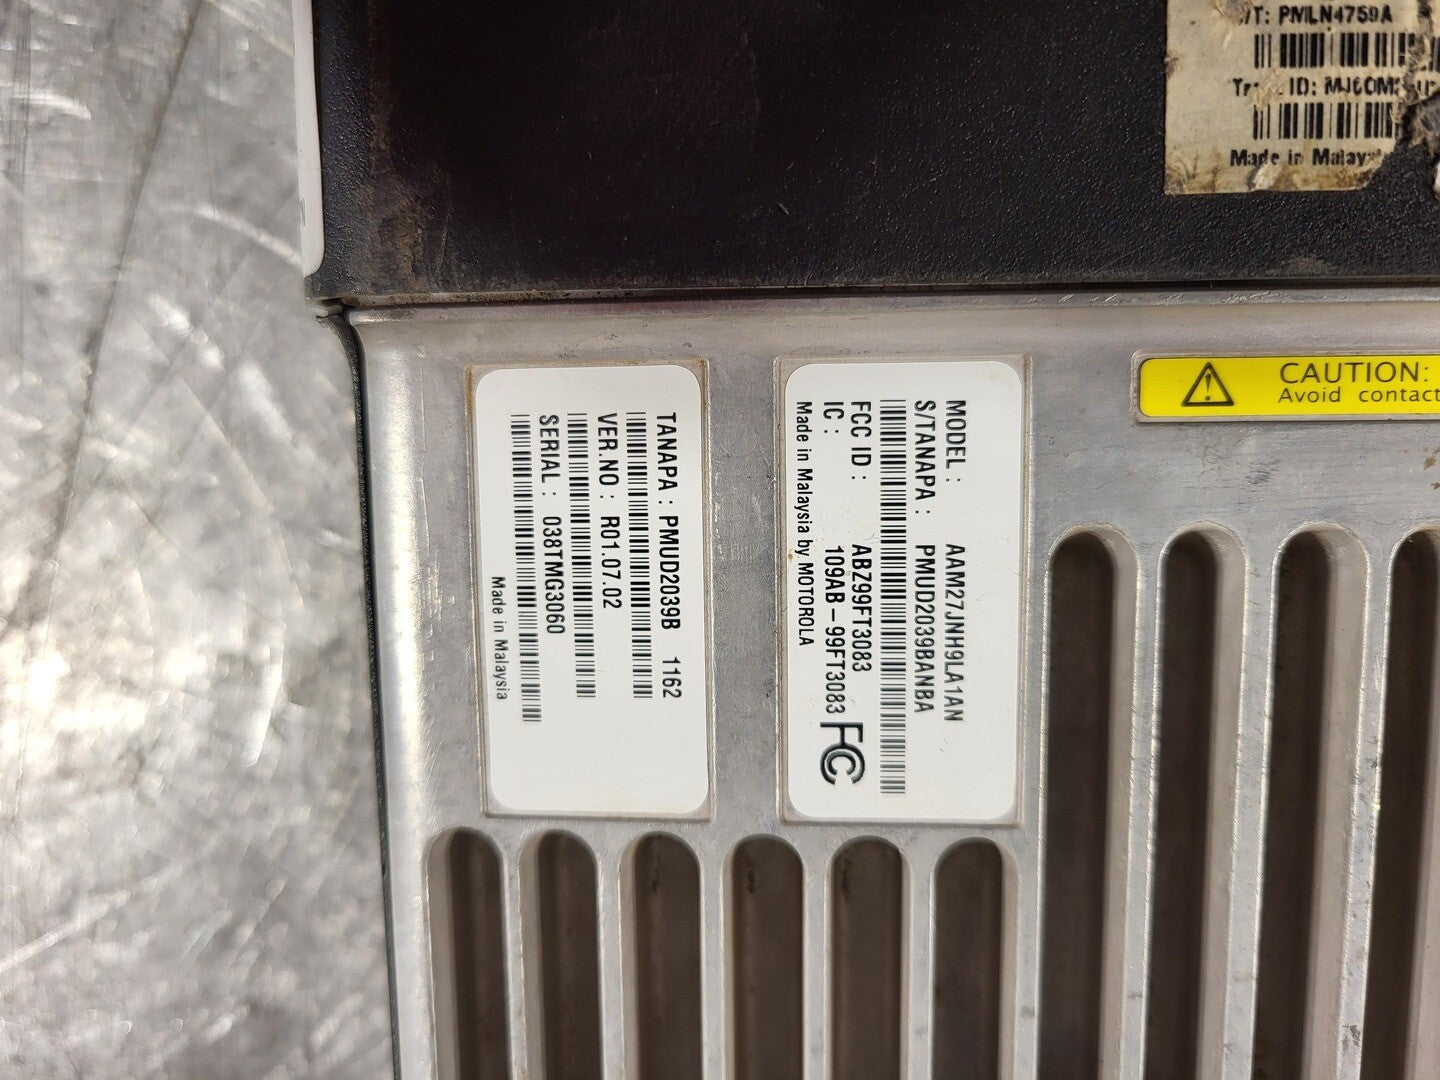 S/T: PMLN4759A
ID:
Made in
CAUTION:
Avoid contact
MODEL : AAM27JNH9LA1AN
S/TANAPA : PMUD2039BANBA
FCC ID : ABZ99FT3083
IC : 109AB - 99FT3083
Made in Malaysia by MOTOROLA
FC
TANAPA : PMUD2039B 1162
VER.NO : R01.07.02
SERIAL : 038TMG3060
Made in Malaysia